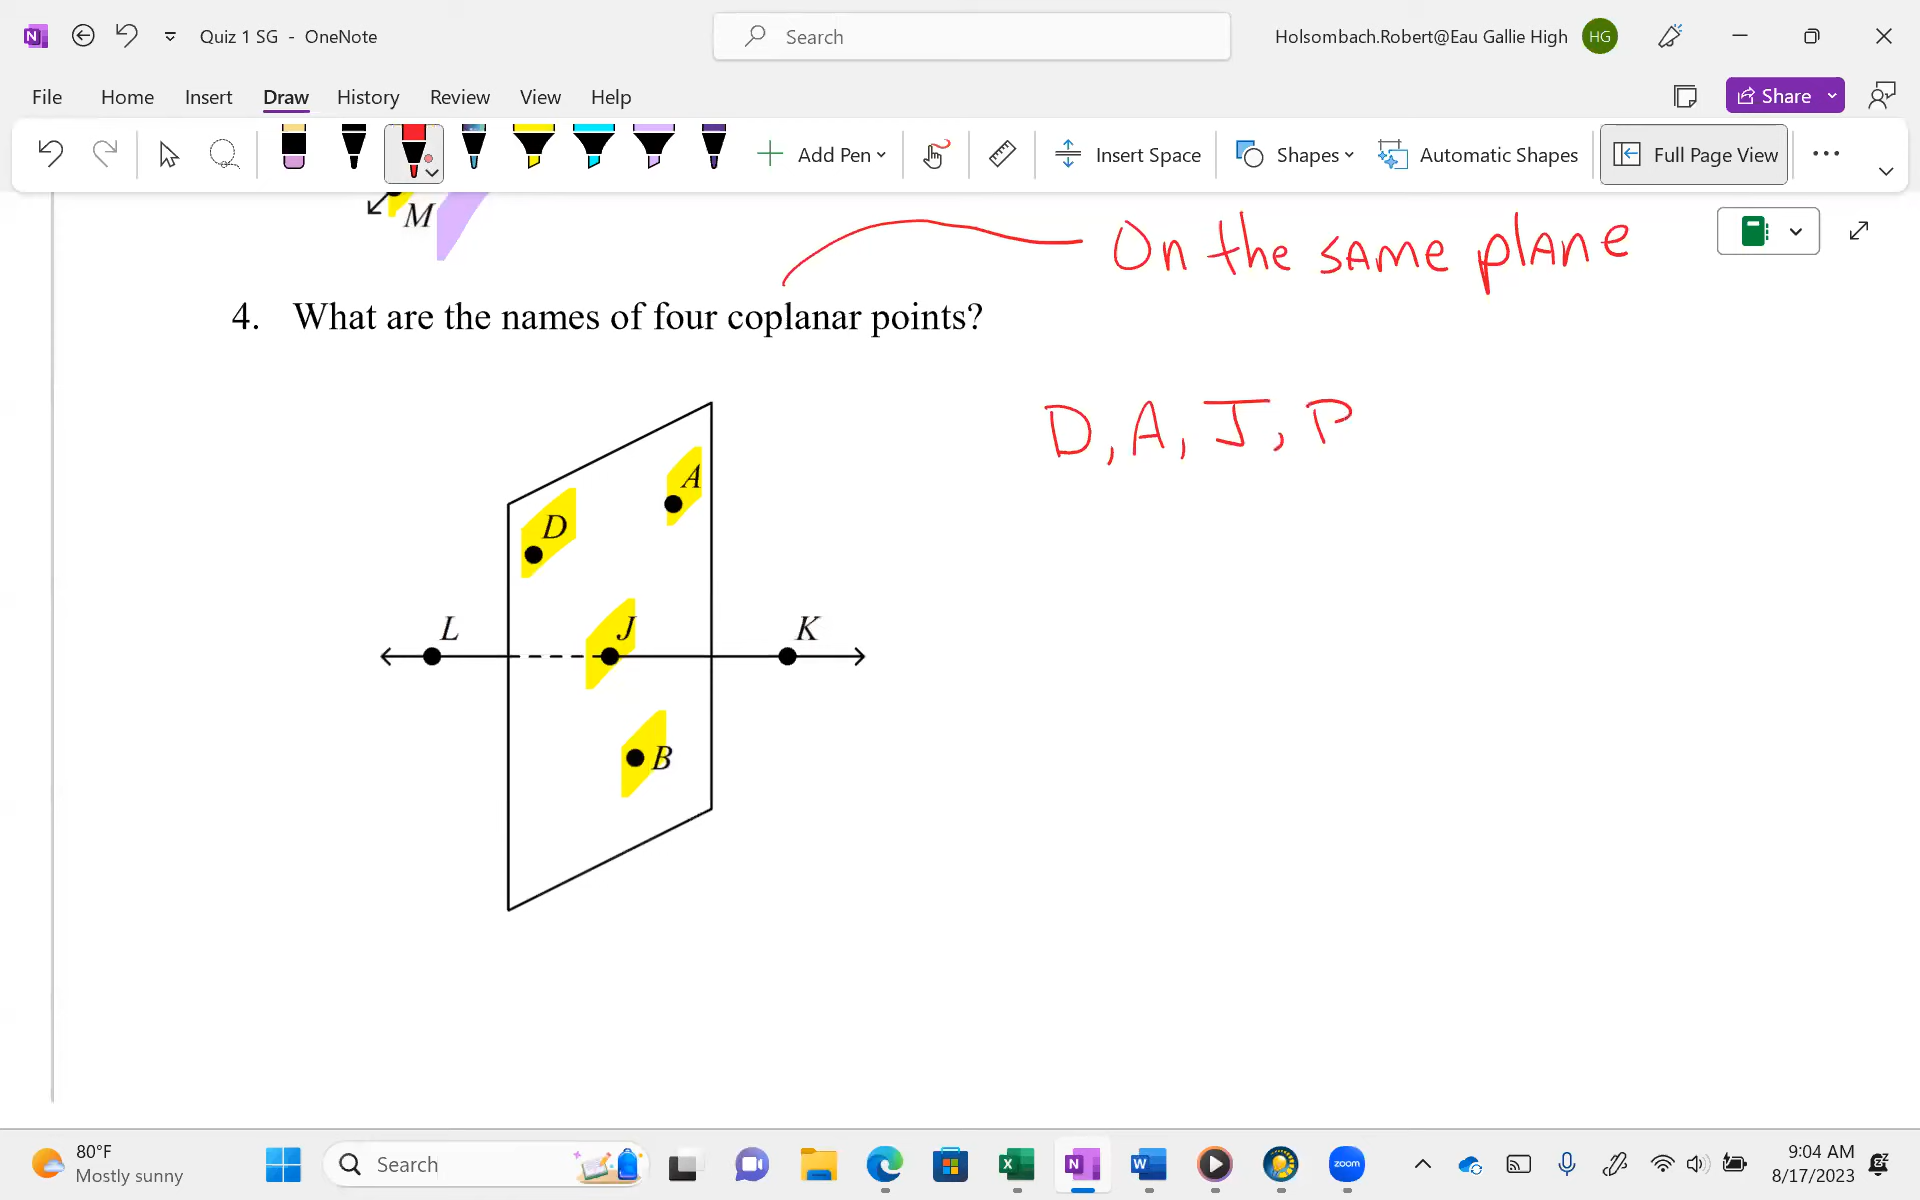 Quiz 1 SG - OneNote
Search
Holsombach.Robert@Eau Gallie High
HG
File Home Insert Draw History Review View Help
Share
Add Pen
Insert Space
Shapes
Automatic Shapes
Full Page View
M
On the same plane
4. What are the names of four coplanar points?
D, A, J, P
A
D
L
J
K
B
80°F
Mostly sunny
Search
zoom
9:04 AM
8/17/2023